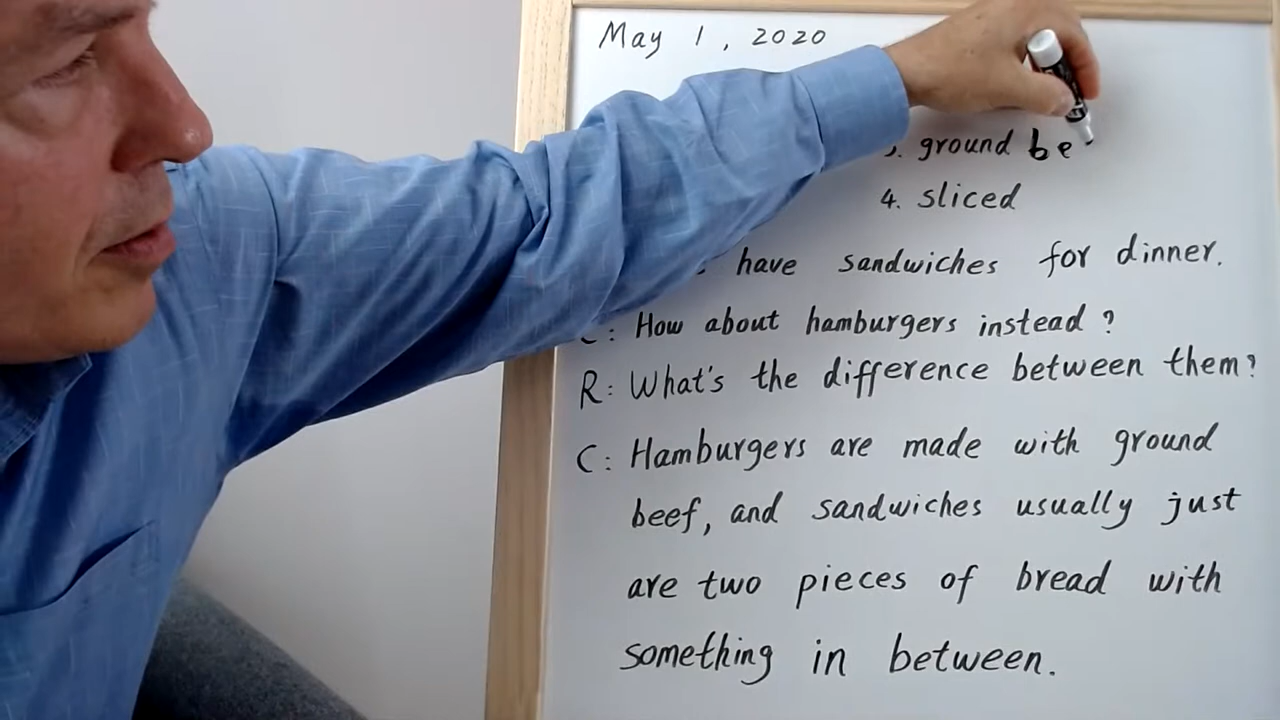 May 1, 2020
ground be
4. sliced
have sandwiches for dinner.
C: How about hamburgers instead?
R: What's the difference between them?
C: Hamburgers are made with ground
beef, and sandwiches usually just
are two pieces of bread with
something in between.